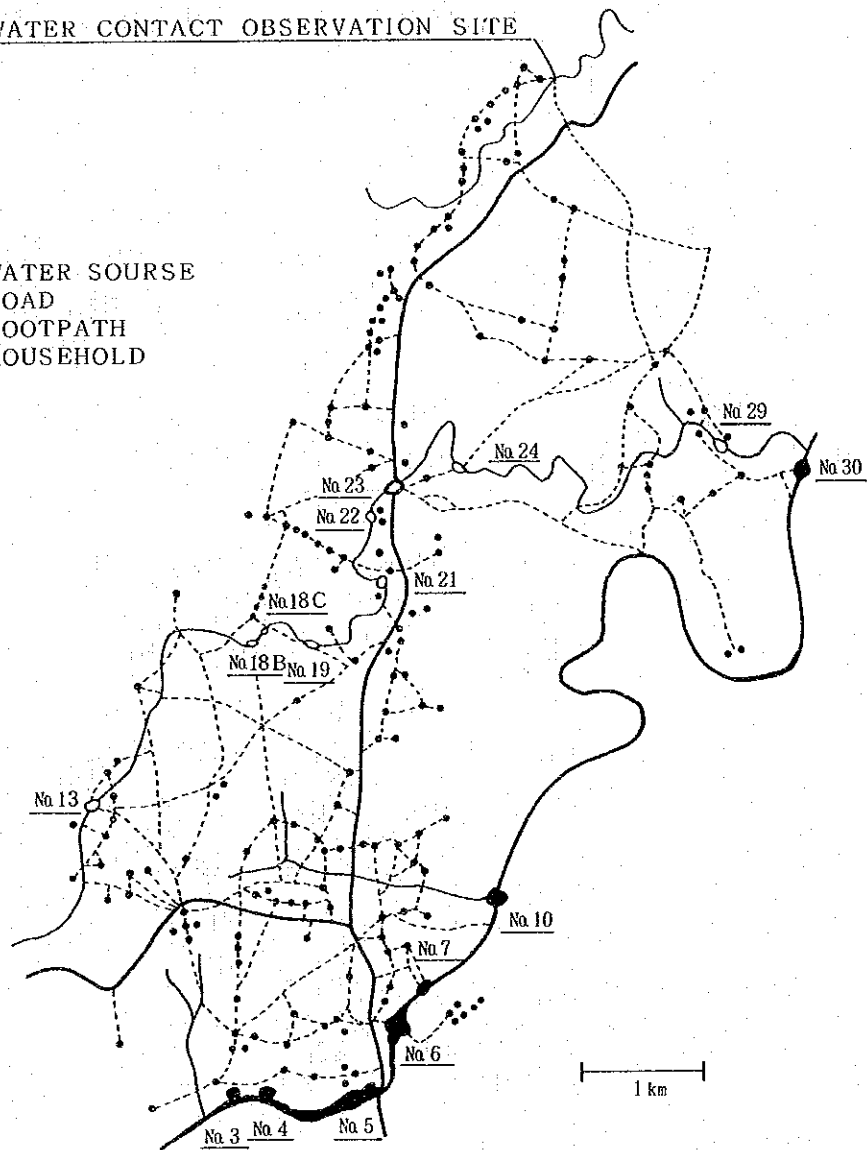 WATER CONTACT OBSERVATION SITE
WATER SOURSE
ROAD
FOOTPATH
HOUSEHOLD
No. 29
No. 24
No. 30
No. 23
No. 22
No. 21
No. 18C
No. 18B
No. 19
No. 13
No. 10
No. 7
No. 6
1 km
No. 3
No. 4
No. 5